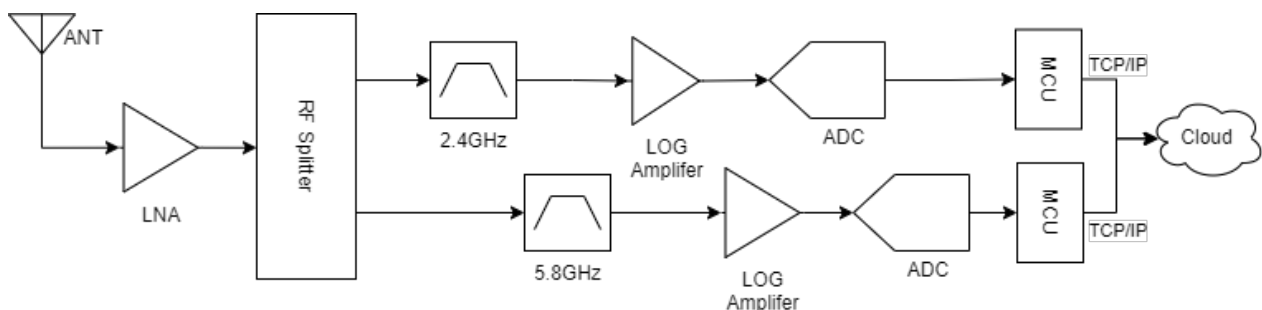 ANT
LNA
RF Splitter
2.4GHz
LOG
Amplifer
ADC
MCU
TCP/IP
Cloud
5.8GHz
LOG
Amplifer
ADC
MCU
TCP/IP